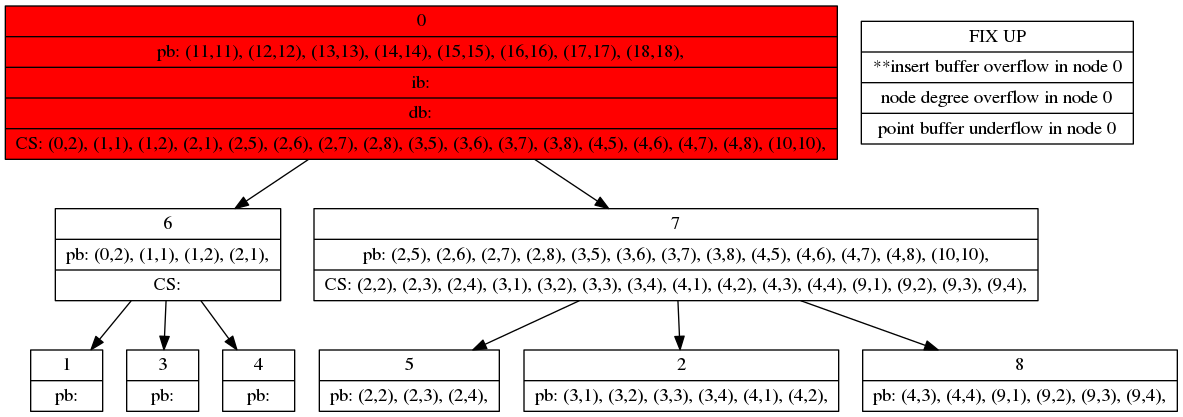 0
pb: (11,11), (12,12), (13,13), (14,14), (15,15), (16,16), (17,17), (18,18),
ib:
db:
CS: (0,2), (1,1), (1,2), (2,1), (2,5), (2,6), (2,7), (2,8), (3,5), (3,6), (3,7), (3,8), (4,5), (4,6), (4,7), (4,8), (10,10),
FIX UP
**insert buffer overflow in node 0
node degree overflow in node 0
point buffer underflow in node 0
6
pb: (0,2), (1,1), (1,2), (2,1),
CS:
7
pb: (2,5), (2,6), (2,7), (2,8), (3,5), (3,6), (3,7), (3,8), (4,5), (4,6), (4,7), (4,8), (10,10),
CS: (2,2), (2,3), (2,4), (3,1), (3,2), (3,3), (3,4), (4,1), (4,2), (4,3), (4,4), (9,1), (9,2), (9,3), (9,4),
1
pb:
3
pb:
4
pb:
5
pb: (2,2), (2,3), (2,4),
2
pb: (3,1), (3,2), (3,3), (3,4), (4,1), (4,2),
8
pb: (4,3), (4,4), (9,1), (9,2), (9,3), (9,4),